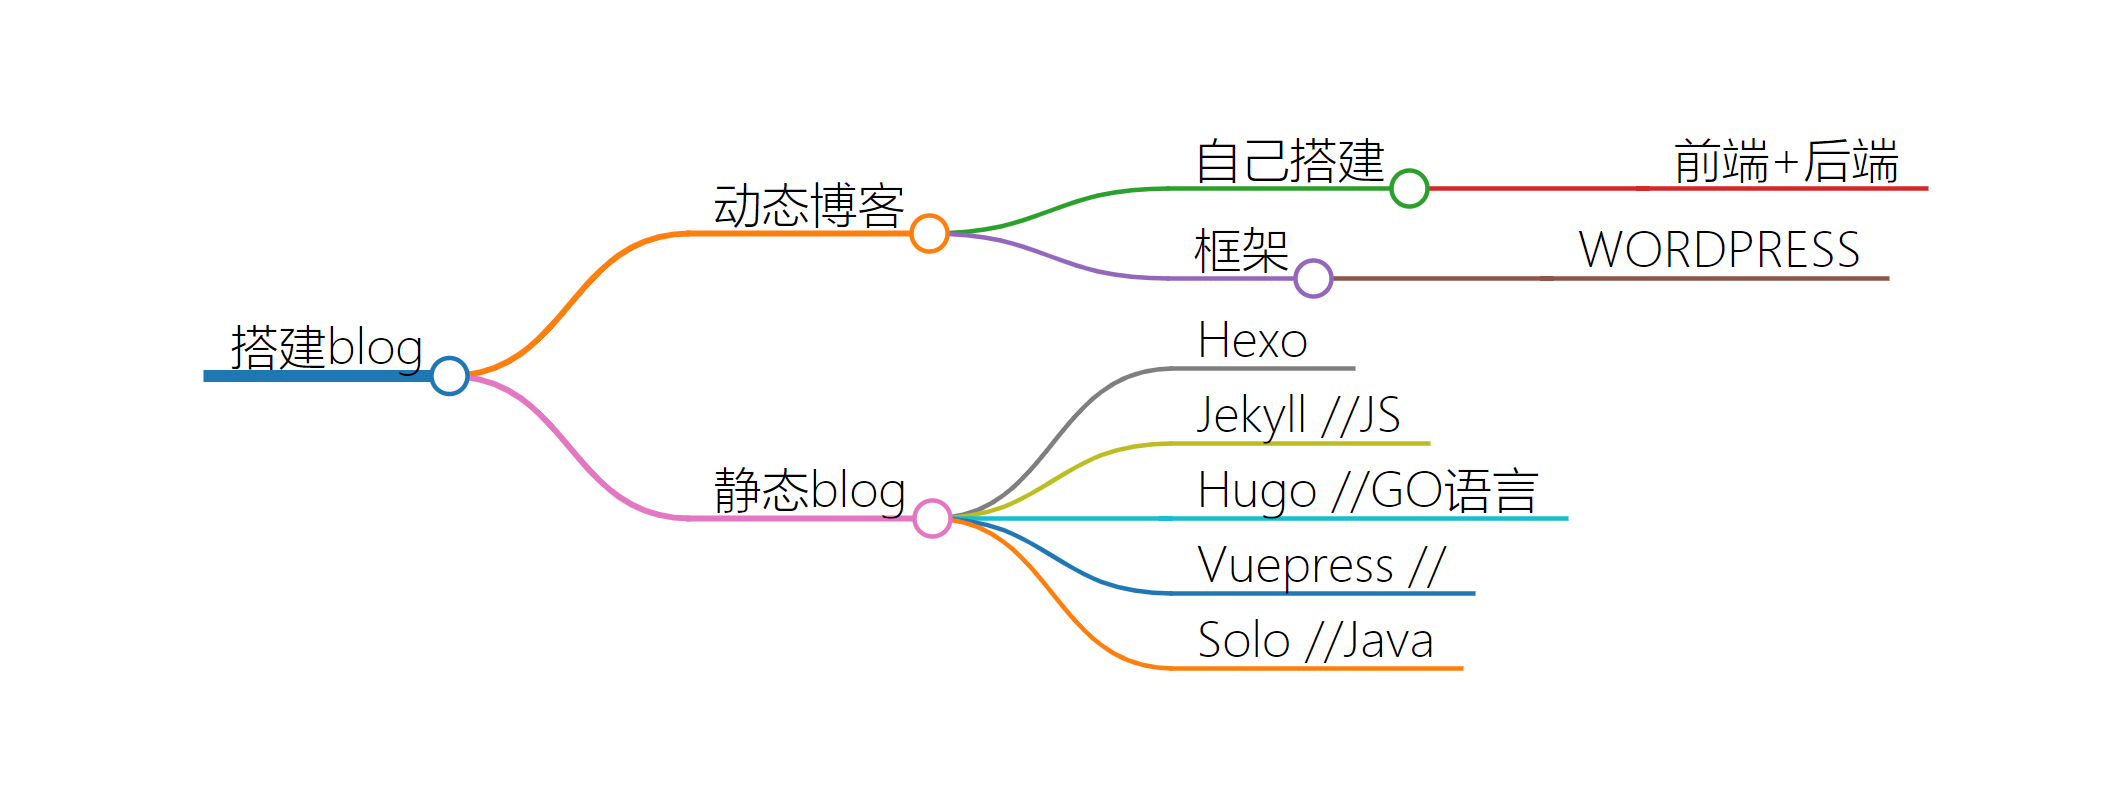 搭建blog
动态博客
自己搭建
前端+后端
框架
WORDPRESS
静态blog
Hexo
Jekyll //JS
Hugo //GO语言
Vuepress //
Solo //Java